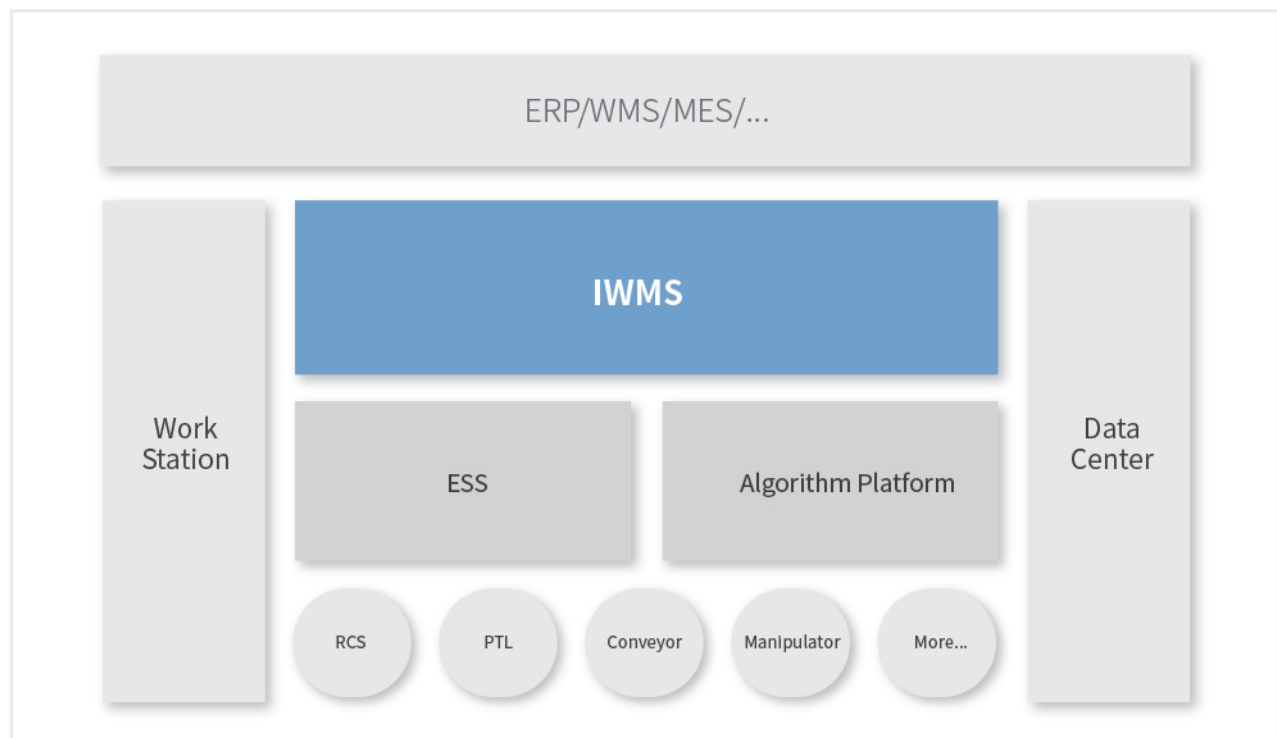 ERP/WMS/MES/...
IWMS
Work
Station
Data
Center
ESS
Algorithm Platform
RCS
PTL
Conveyor
Manipulator
More...